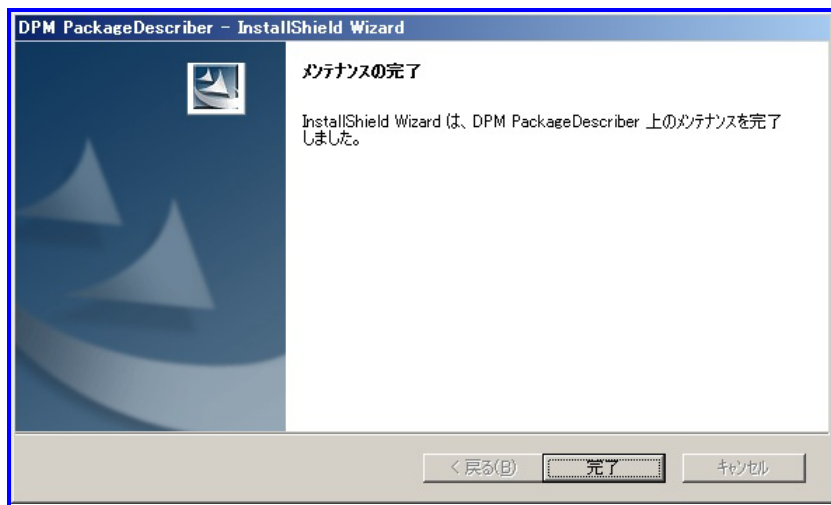 DPM PackageDescriber - InstallShield Wizard
メンテナンスの完了
InstallShield Wizard は、DPM PackageDescriber 上のメンテナンスを完了
しました。
< 戻る(B)
完了
キャンセル